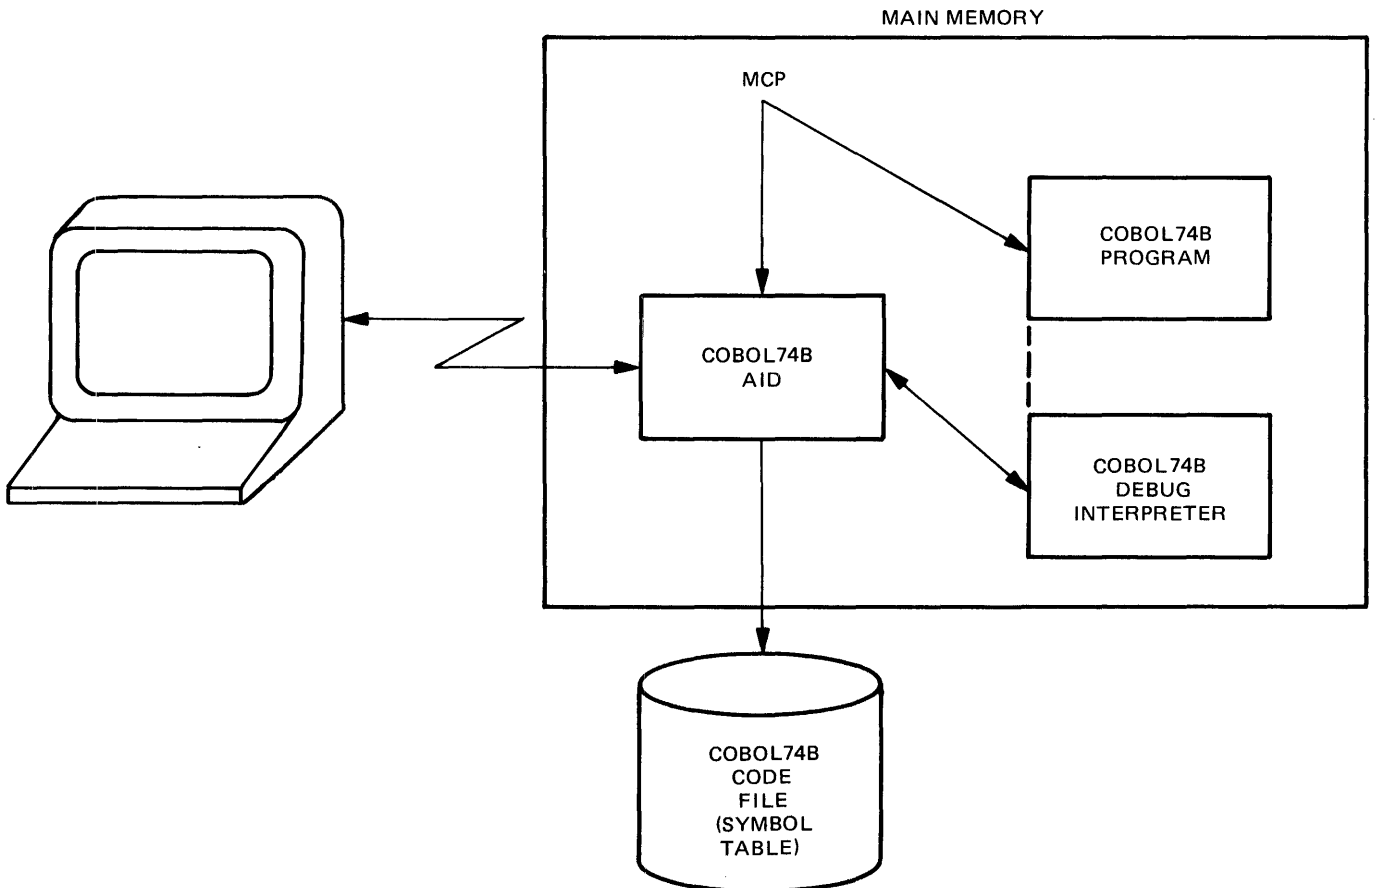 MAIN MEMORY
MCP
COBOL74B
PROGRAM
COBOL74B
AID
COBOL74B
DEBUG
INTERPRETER
COBOL74B
CODE
FILE
(SYMBOL
TABLE)